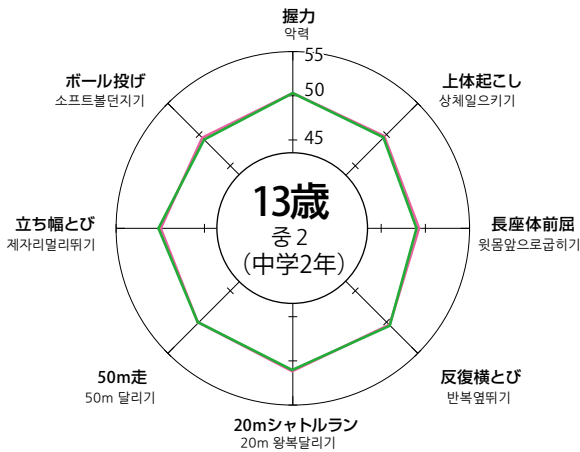 握力
악력
55
50
45
ボール投げ
소프트볼던지기
上体起こし
상체일으키기
立ち幅とび
제자리멀리뛰기
13歳
중2
（中学2年）
長座体前屈
윗몸앞으로굽히기
50m走
50m 달리기
反復横とび
반복옆뛰기
20mシャトルラン
20m 왕복달리기